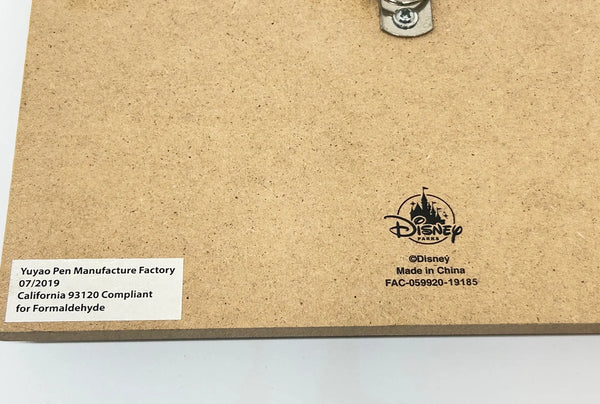 Disney
PARKS
©Disney
Made in China
FAC-059920-19185
Yuyao Pen Manufacture Factory
07/2019
California 93120 Compliant
for Formaldehyde